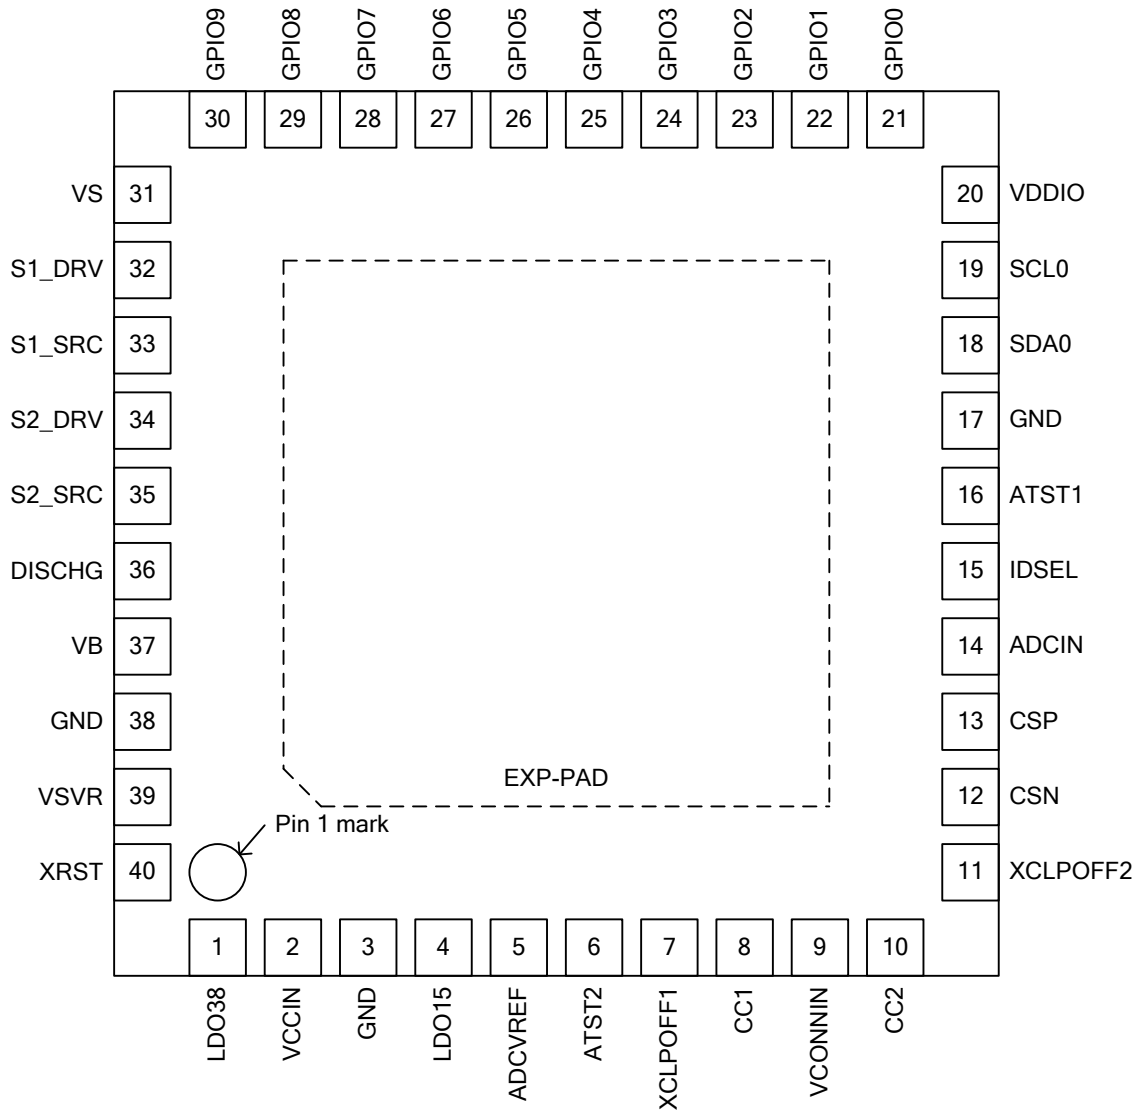 GPIO9 GPIO8 GPIO7 GPIO6 GPIO5 GPIO4 GPIO3 GPIO2 GPIO1 GPIO0
30 29 28 27 26 25 24 23 22 21
VS 31 20 VDDIO
S1_DRV 32 19 SCL0
S1_SRC 33 18 SDA0
S2_DRV 34 17 GND
S2_SRC 35 16 ATST1
DISCHG 36 15 IDSEL
VB 37 14 ADCIN
GND 38 13 CSP
EXP-PAD
VSVR 39 12 CSN
Pin 1 mark
XRST 40 11 XCLPOFF2
1 2 3 4 5 6 7 8 9 10
LDO38 VCCIN GND LDO15 ADCVREF ATST2 XCLPOFF1 CC1 VCONNIN CC2